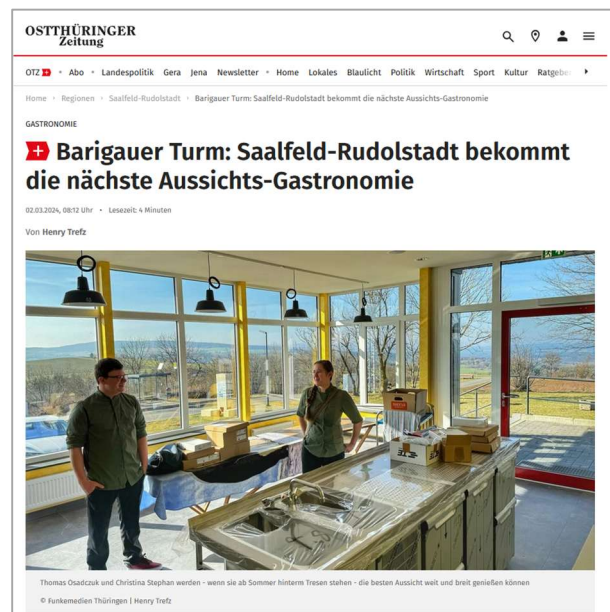 OSTTHÜRINGER
Zeitung
OTZ + • Abo • Landespolitik Gera Jena Newsletter • Home Lokales Blaulicht Politik Wirtschaft Sport Kultur
Home › Regionen › Saalfeld-Rudolstadt › Barigauer Turm: Saalfeld-Rudolstadt bekommt die nächste Aussichts-Gastronomie
GASTRONOMIE
+ Barigauer Turm: Saalfeld-Rudolstadt bekommt
die nächste Aussichts-Gastronomie
02.03.2024, 08:12 Uhr • Lesezeit: 4 Minuten
Von Henry Trefz
Thomas Osadczuk und Christina Stephan werden - wenn sie ab Sommer hinterm Tresen stehen - die besten Aussicht weit und breit genießen können
© Funkemedien Thüringen | Henry Trefz